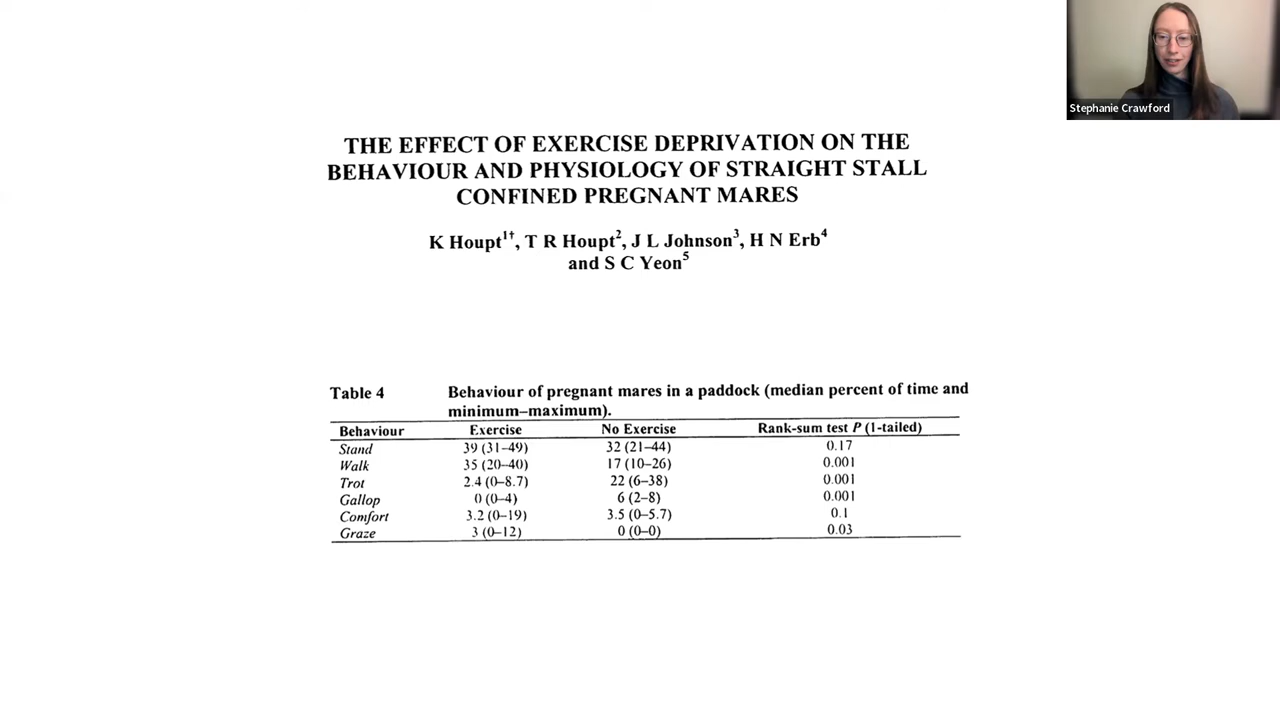 Stephanie Crawford
THE EFFECT OF EXERCISE DEPRIVATION ON THE
BEHAVIOUR AND PHYSIOLOGY OF STRAIGHT STALL
CONFINED PREGNANT MARES
K Houpt¹†, T R Houpt², J L Johnson³, H N Erb⁴
and S C Yeon⁵
Table 4 Behaviour of pregnant mares in a paddock (median percent of time and
minimum–maximum).
Behaviour Exercise No Exercise Rank-sum test P (1-tailed)
Stand 39 (31–49) 32 (21–44) 0.17
Walk 35 (20–40) 17 (10–26) 0.001
Trot 2.4 (0–8.7) 22 (6–38) 0.001
Gallop 0 (0–4) 6 (2–8) 0.001
Comfort 3.2 (0–19) 3.5 (0–5.7) 0.1
Graze 3 (0–12) 0 (0–0) 0.03